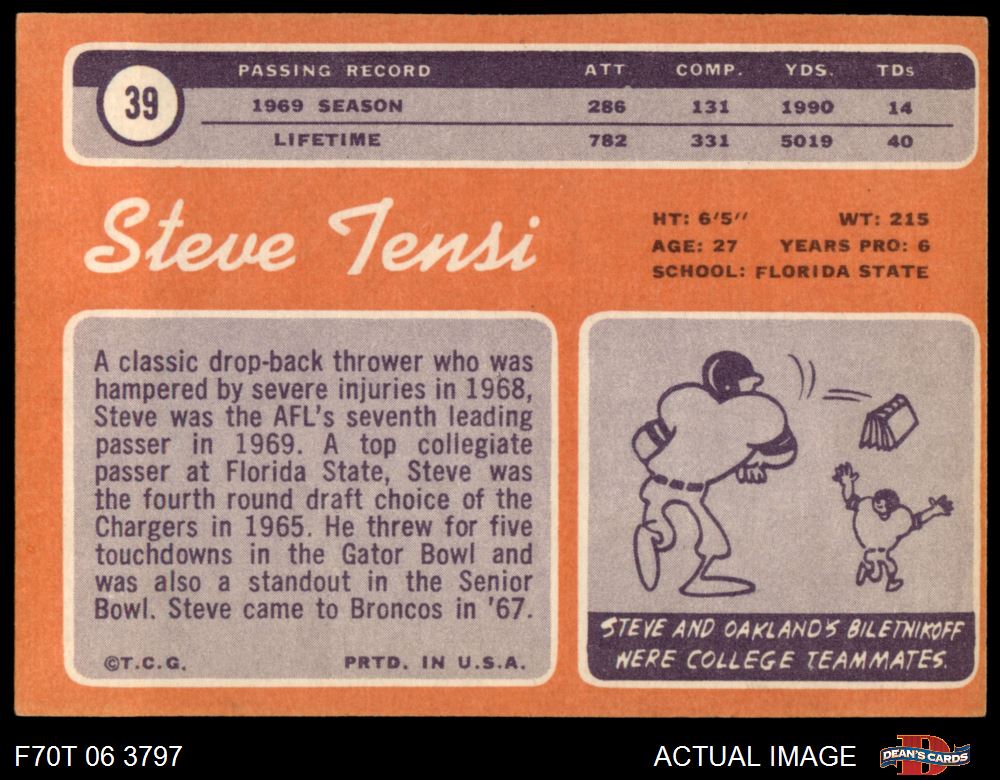 39
PASSING RECORD ATT. COMP. YDS. TDs
1969 SEASON 286 131 1990 14
LIFETIME 782 331 5019 40
Steve Tensi
HT: 6'5" WT: 215
AGE: 27 YEARS PRO: 6
SCHOOL: FLORIDA STATE
A classic drop-back thrower who was
hampered by severe injuries in 1968,
Steve was the AFL's seventh leading
passer in 1969. A top collegiate
passer at Florida State, Steve was
the fourth round draft choice of the
Chargers in 1965. He threw for five
touchdowns in the Gator Bowl and
was also a standout in the Senior
Bowl. Steve came to Broncos in '67.
©T.C.G. PRTD. IN U.S.A.
STEVE AND OAKLAND'S BILETNIKOFF
WERE COLLEGE TEAMMATES.
F70T 06 3797 ACTUAL IMAGE DEAN'S CARDS